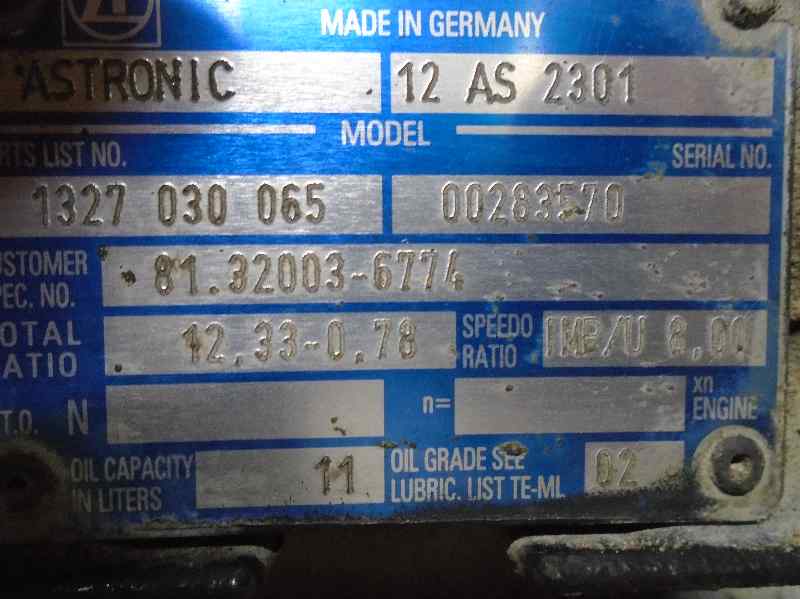 ZF
MADE IN GERMANY
ASTRONIC 12 AS 2301
MODEL
RTS LIST NO. SERIAL NO.
1327 030 065 00283570
USTOMER
PEC. NO. 81.32003-6774
OTAL
ATIO 12,33-0,78 SPEEDO
RATIO IMP/U 8,00
T.O. N n= xn
ENGINE
OIL CAPACITY
IN LITERS 11 OIL GRADE SEE
LUBRIC. LIST TE-ML 02